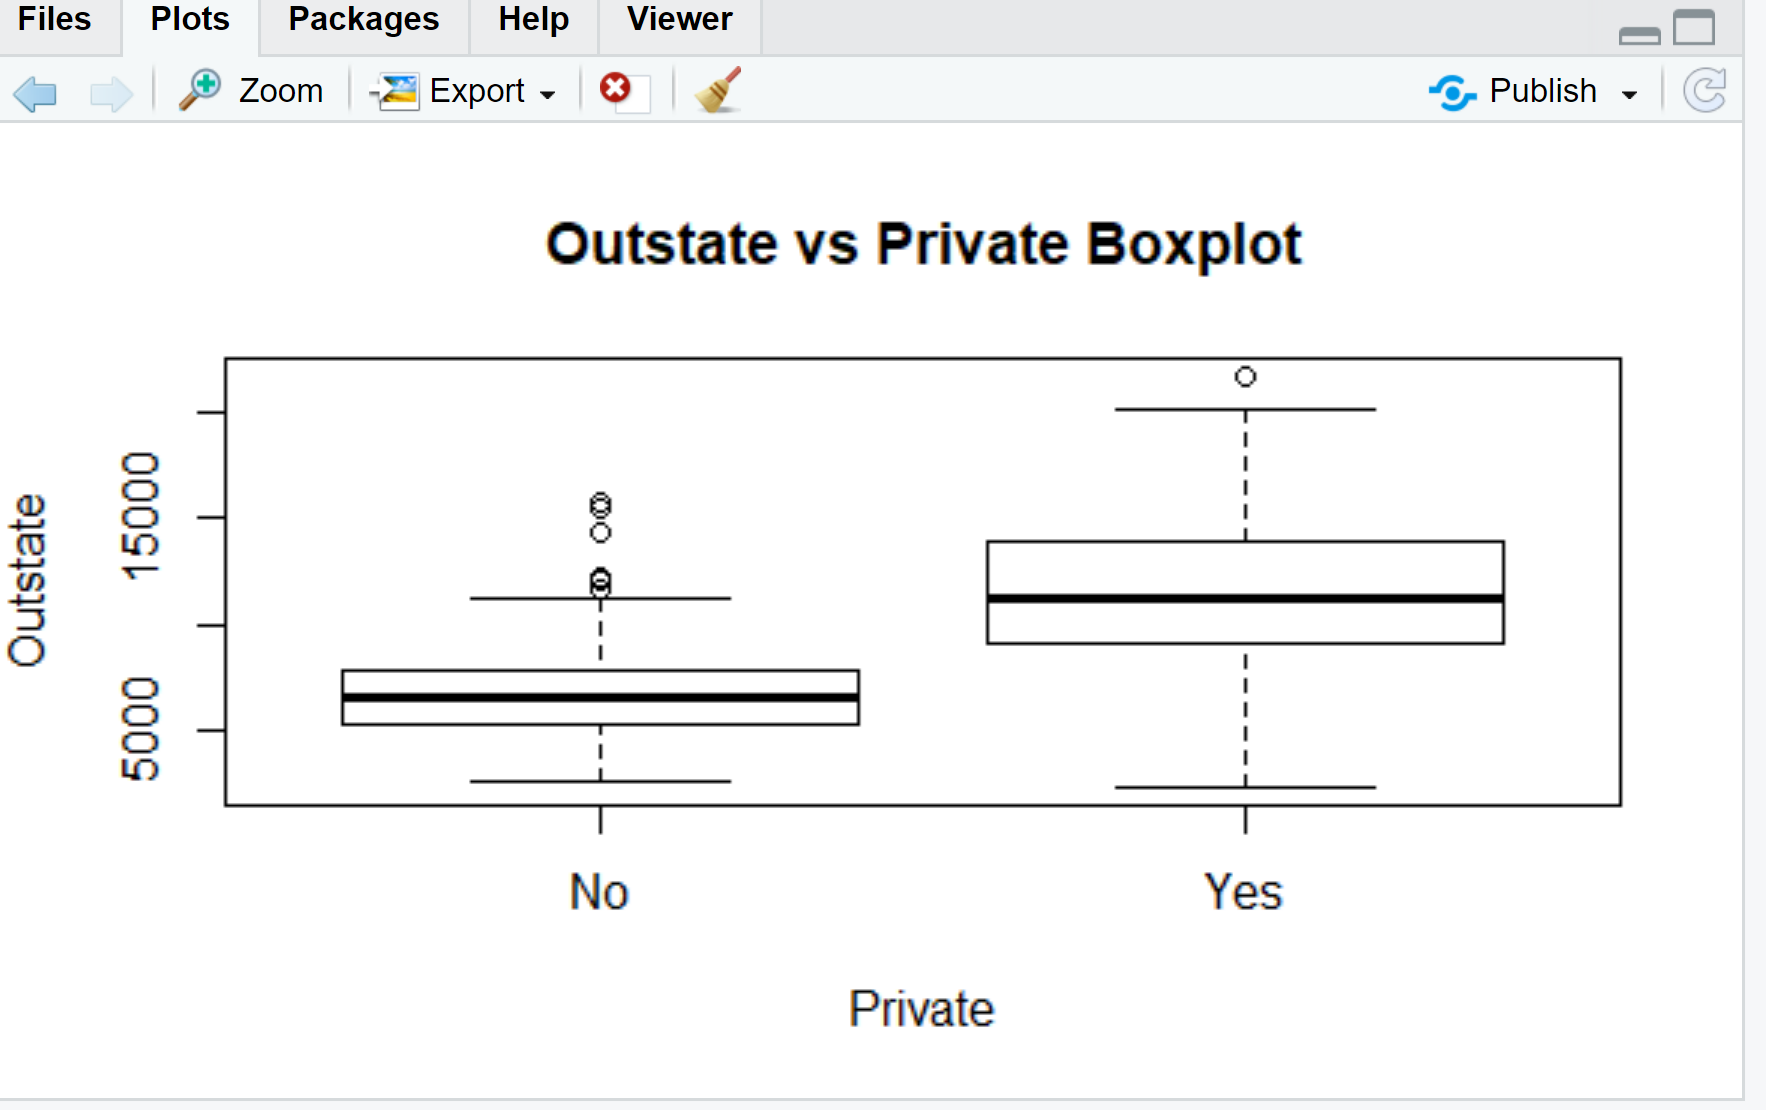 Files Plots Packages Help Viewer
Zoom Export Publish
Outstate vs Private Boxplot
Outstate
15000
5000
No Yes
Private